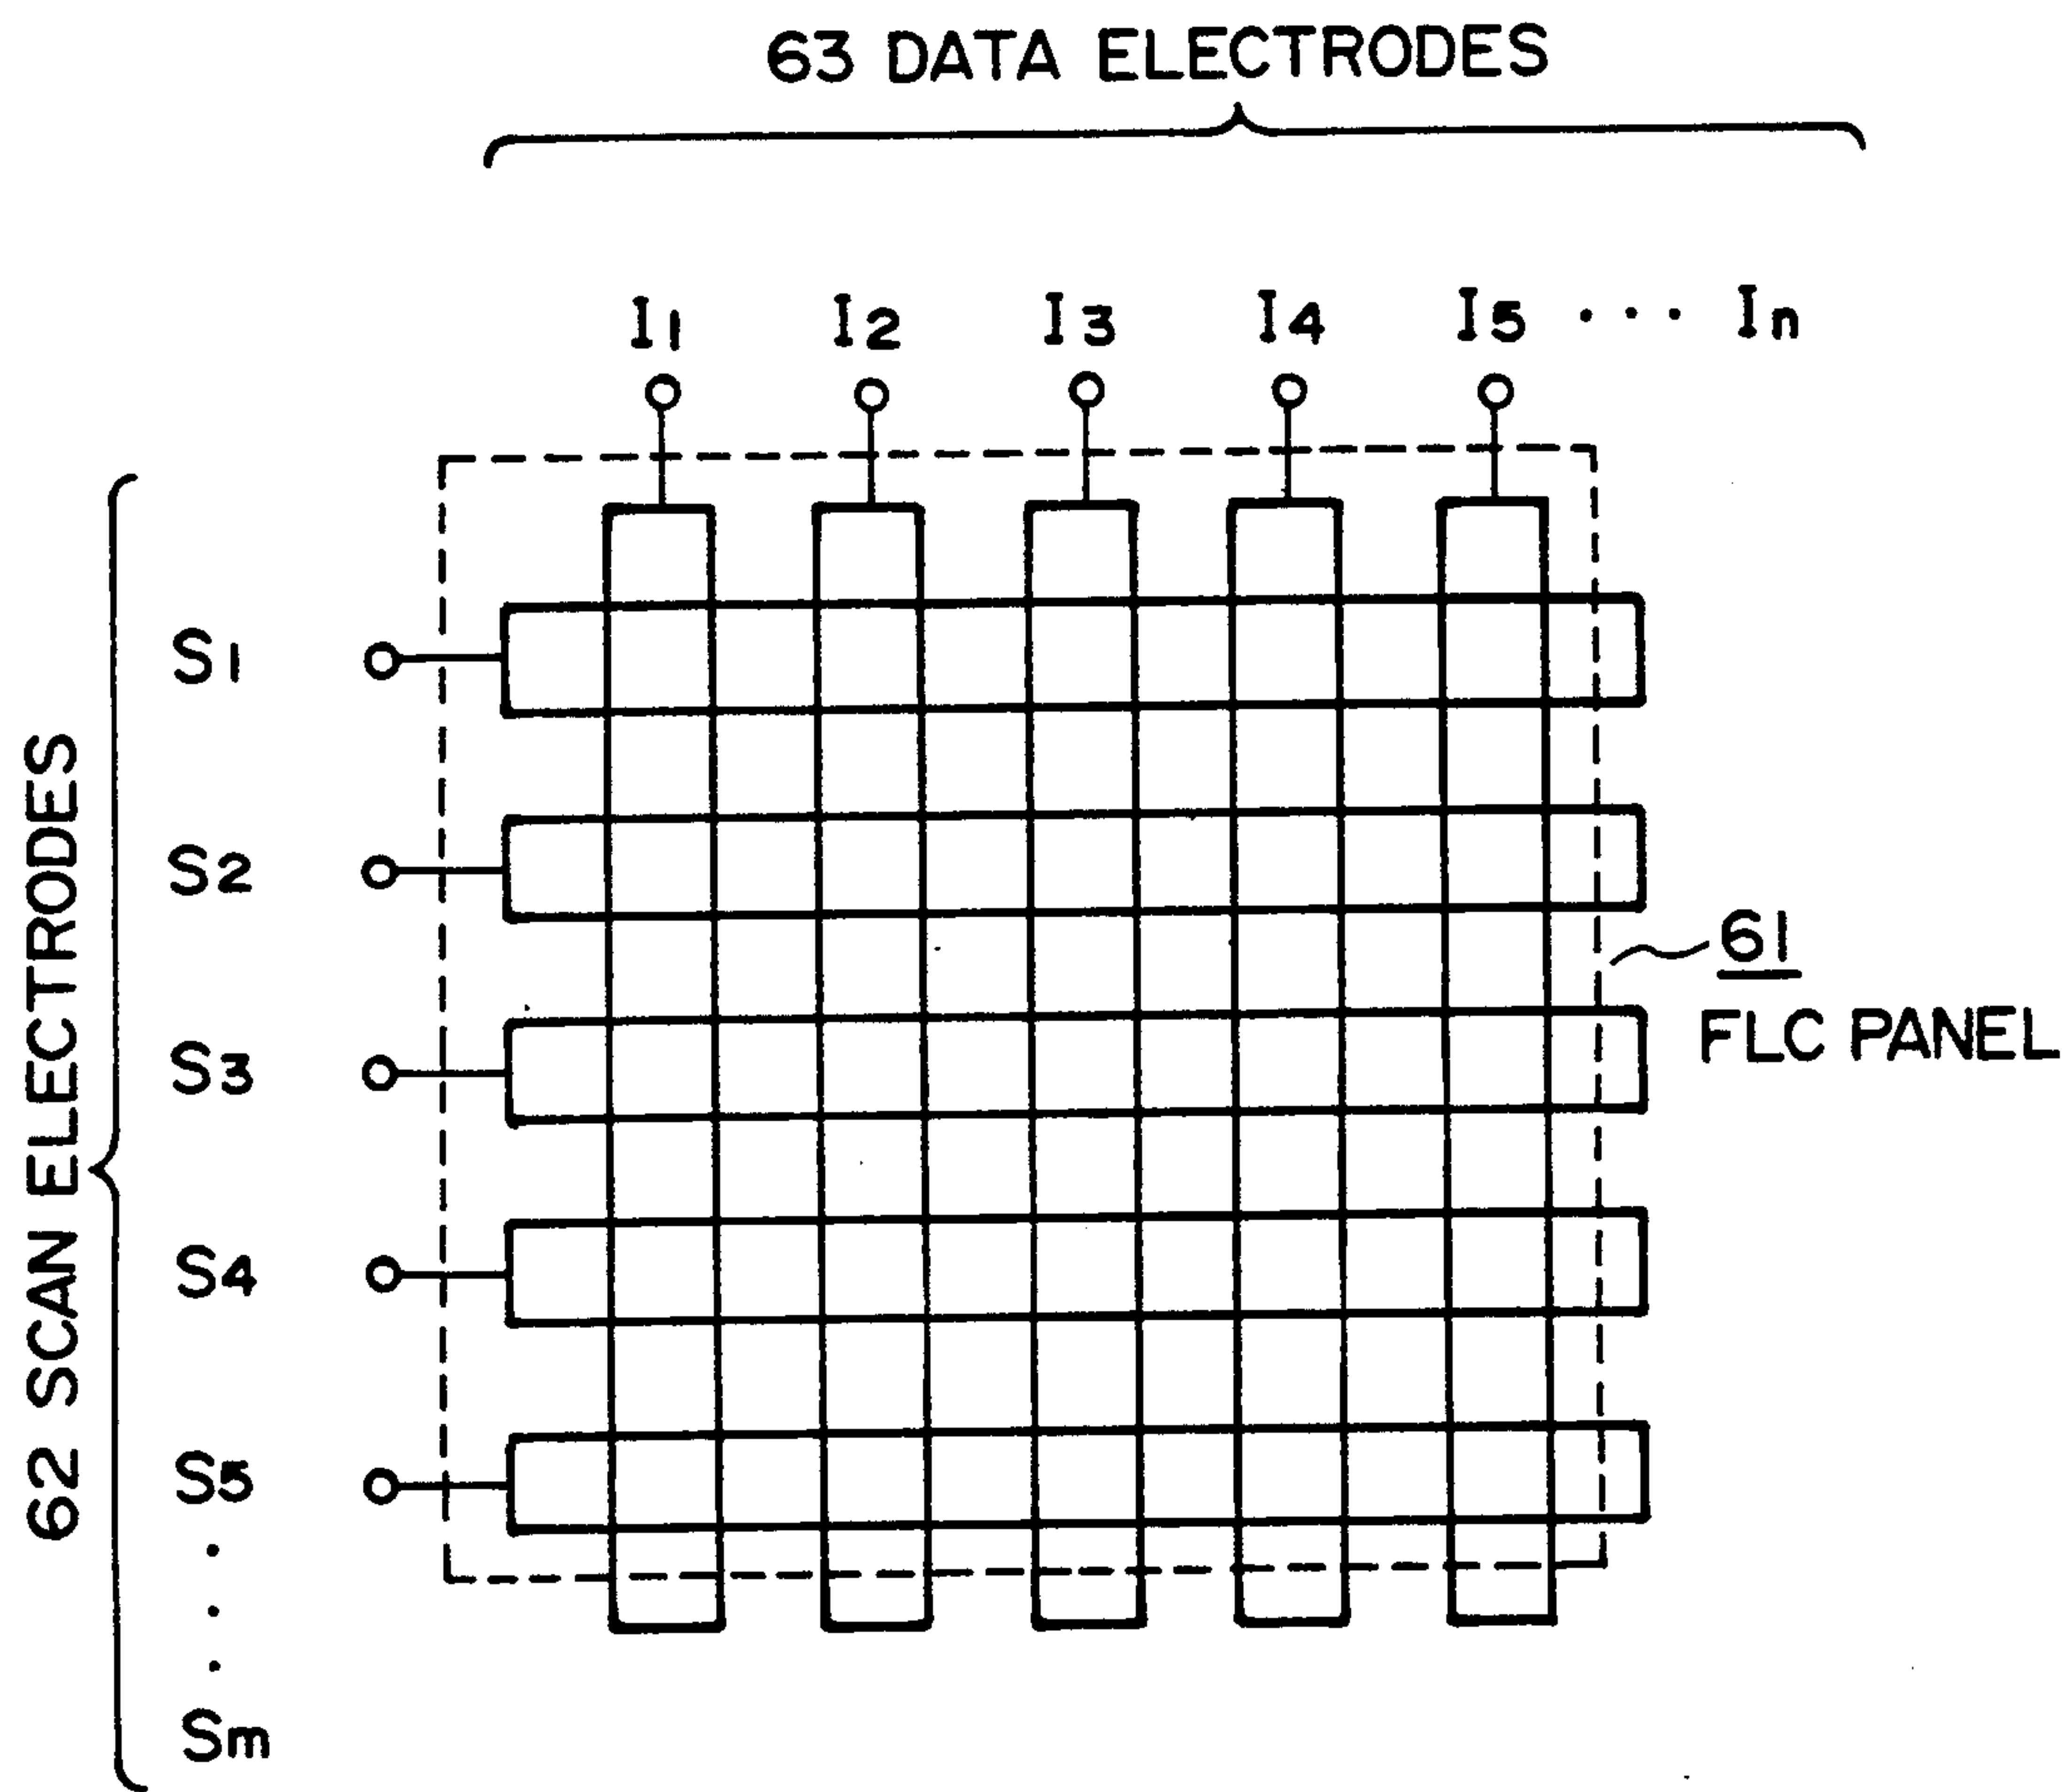 63 DATA ELECTRODES
I1 I2 I3 I4 I5 ··· In
62 SCAN ELECTRODES
S1
S2
S3
S4
S5
·
·
·
Sm
61
FLC PANEL